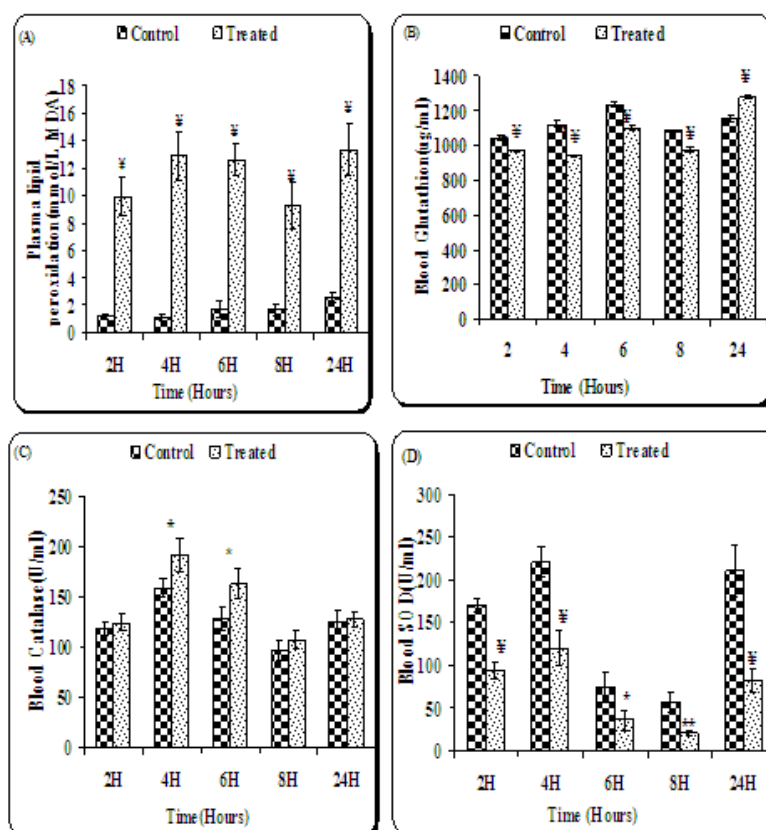 (A)
Control Treated
Plasma lipid
peroxidation(mmol/L MDA)
18
16
14
12
10
8
6
4
2
0
¥ ¥ ¥ ¥ ¥
2H 4H 6H 8H 24H
Time(Hours)
(B)
Control Treated
Blood Glutathion(ug/ml)
1400
1200
1000
800
600
400
200
0
¥ ¥ ¥ ¥ ¥
2 4 6 8 24
Time (Hours)
(C)
Control Treated
Blood Catalase(U/ml)
250
200
150
100
50
0
* *
2H 4H 6H 8H 24H
Time(Hours)
(D)
Control Treated
Blood SOD(U/ml)
300
250
200
150
100
50
0
¥ ¥ * ** ¥
2H 4H 6H 8H 24H
Time (Hours)